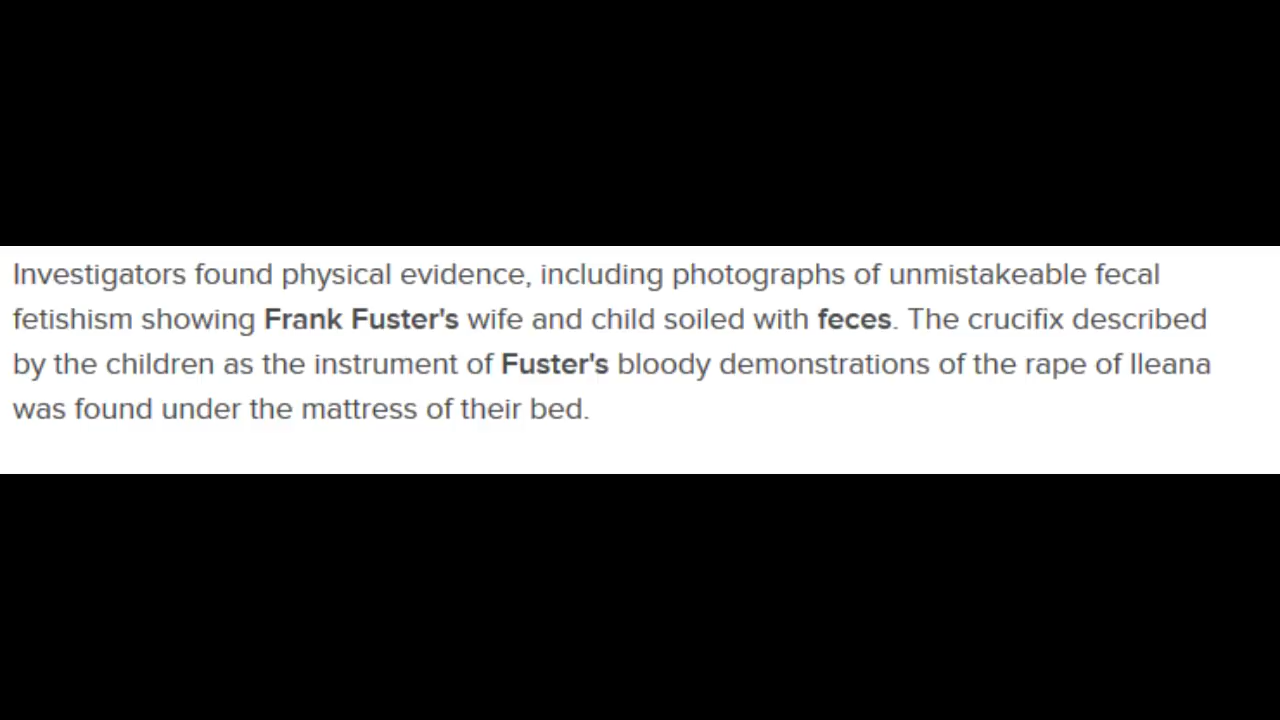 Investigators found physical evidence, including photographs of unmistakeable fecal
fetishism showing Frank Fuster's wife and child soiled with feces. The crucifix described
by the children as the instrument of Fuster's bloody demonstrations of the rape of Ileana
was found under the mattress of their bed.